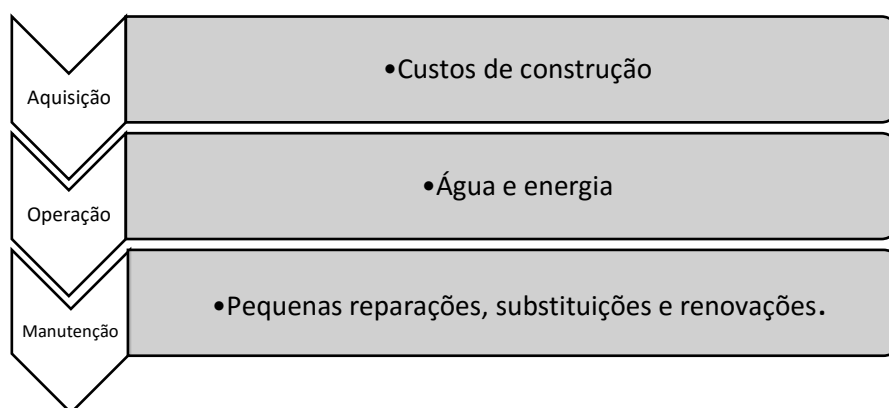 Aquisição
•Custos de construção
Operação
•Água e energia
Manutenção
•Pequenas reparações, substituições e renovações.